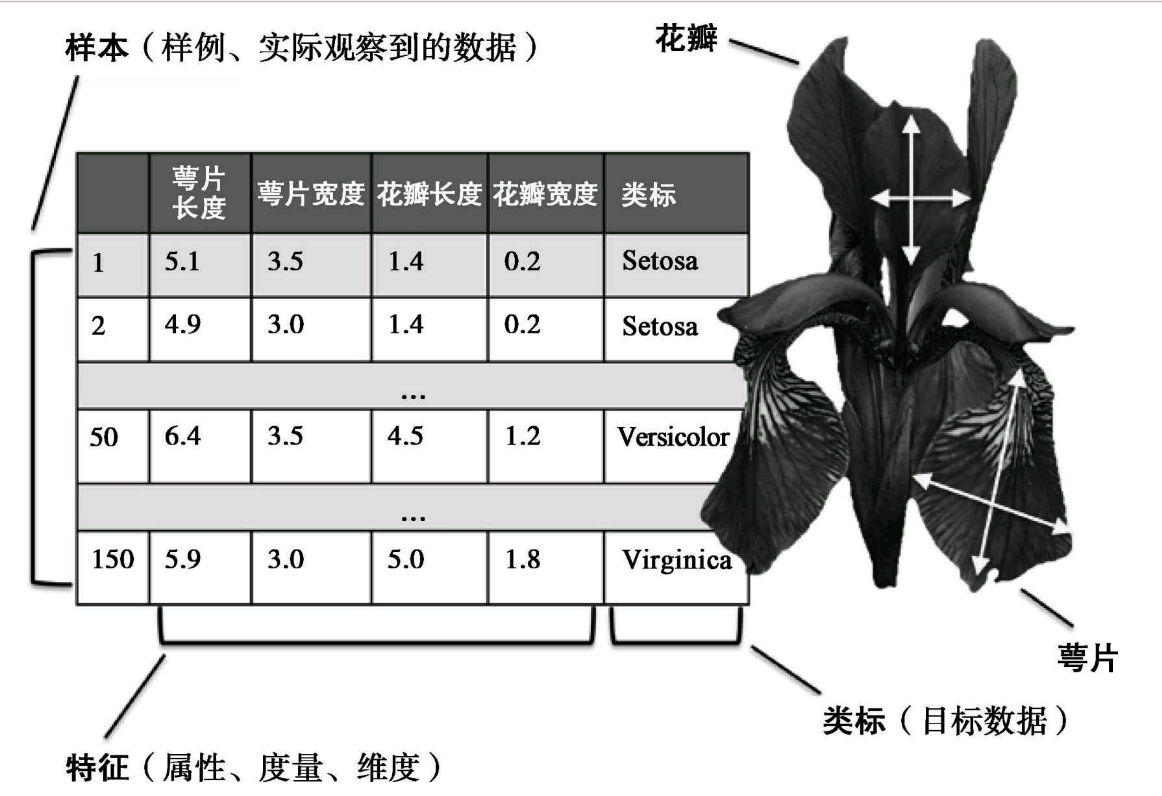 样本（样例、实际观察到的数据）
花瓣
萼片长度 萼片宽度 花瓣长度 花瓣宽度 类标
1 5.1 3.5 1.4 0.2 Setosa
2 4.9 3.0 1.4 0.2 Setosa
...
50 6.4 3.5 4.5 1.2 Versicolor
...
150 5.9 3.0 5.0 1.8 Virginica
萼片
类标（目标数据）
特征（属性、度量、维度）